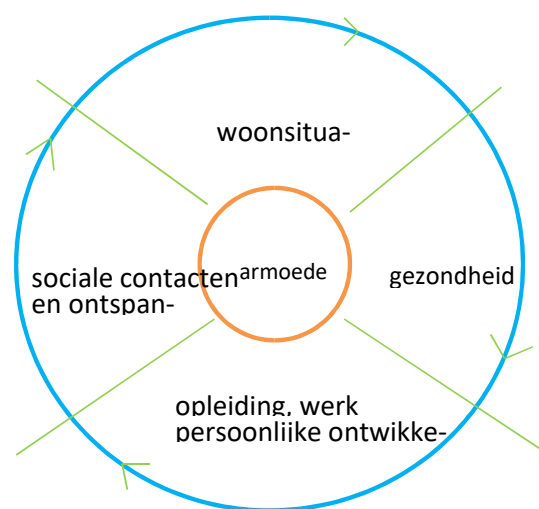 woonsitua-
armoede
gezondheid
sociale contacten
en ontspan-
opleiding, werk
persoonlijke ontwikke-